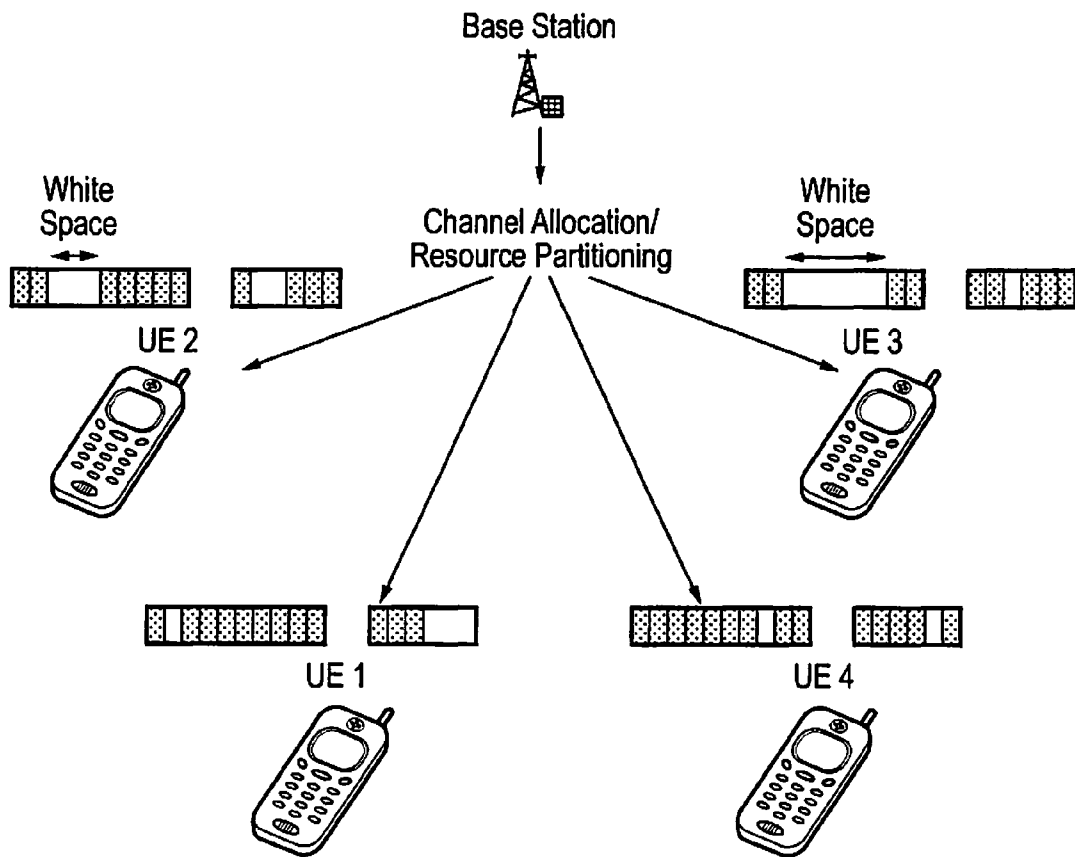 Base Station
White
Space
Channel Allocation/
Resource Partitioning
White
Space
UE 2
UE 3
UE 1
UE 4